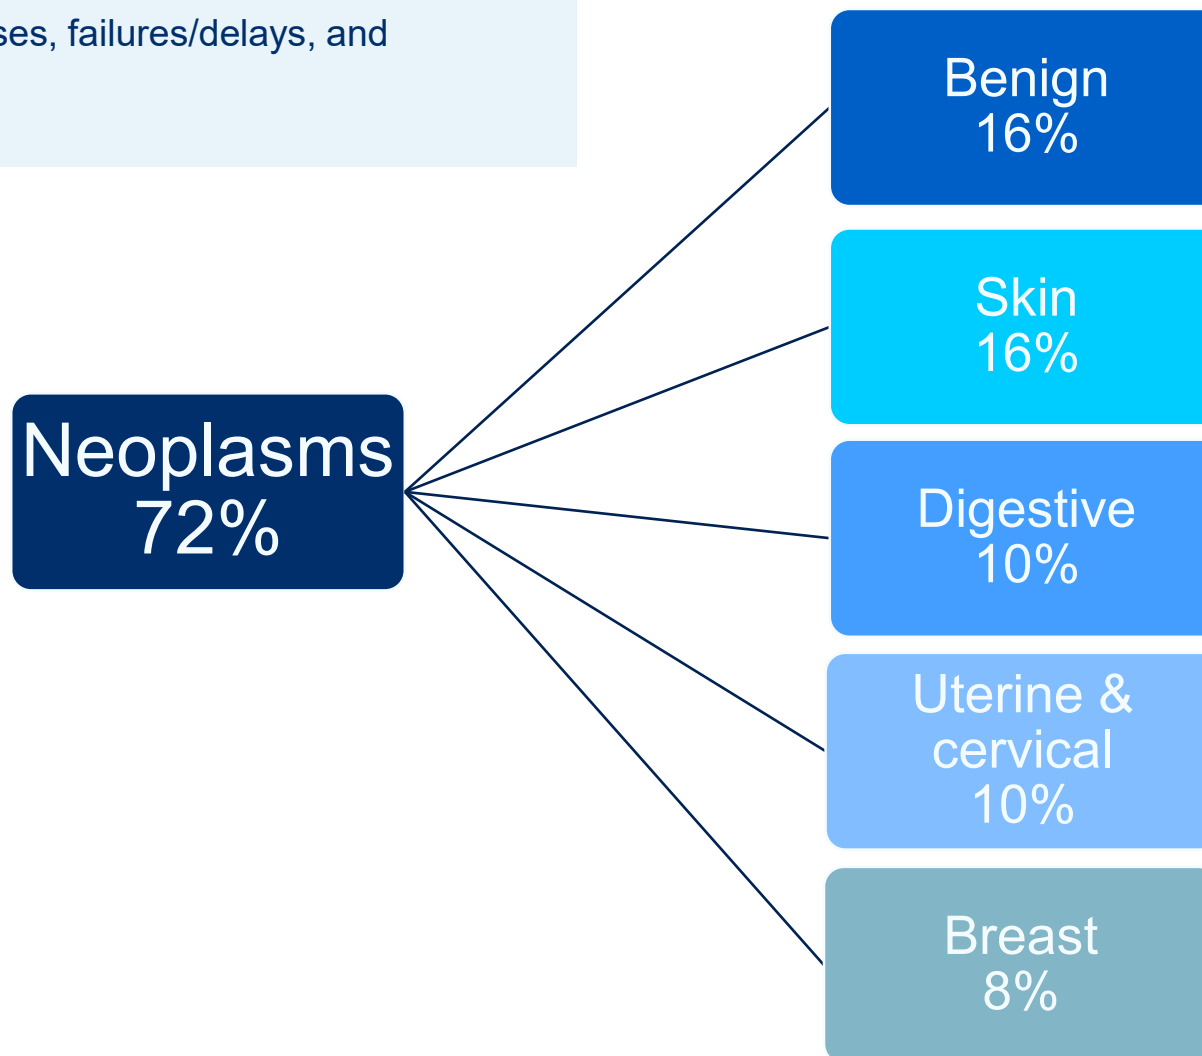 ses, failures/delays, and
Benign
16%
Skin
16%
Neoplasms
72%
Digestive
10%
Uterine &
cervical
10%
Breast
8%